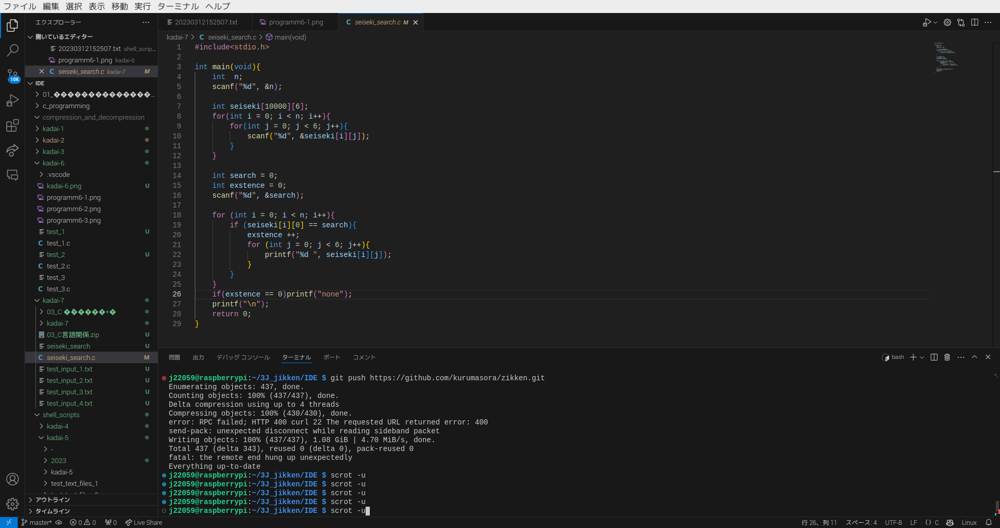 ファイル 編集 選択 表示 移動 実行 ターミナル ヘルプ
エクスプローラー
開いているエディター
20230312152507.txt shell_scrip...
programm6-1.png kadai-6
seiseki_search.c kadai-7 M
10K
IDE
01_����������������...
c_programming
compression_and_decompression
kadai-1
kadai-2
kadai-3
kadai-6
.vscode
kadai-6.png U
programm6-1.png
programm6-2.png
programm6-3.png
test_1 U
test_1.c
test_2 U
test_2.c
test_3
test_3.c
kadai-7
03_C ������+�
kadai-7
03_C言語関係.zip U
seiseki_search U
seiseki_search.c M
test_input_1.txt U
test_input_2.txt U
test_input_3.txt U
test_input_4.txt U
shell_scripts
kadai-4
kadai-5
-
2023
kadai-5
test_text_files_1
アウトライン
タイムライン
20230312152507.txt programm6-1.png seiseki_search.c M
kadai-7 > C seiseki_search.c > main(void)
1 #include<stdio.h>
2
3 int main(void){
4 int  n;
5 scanf("%d", &n);
6
7 int seiseki[10000][6];
8 for(int i = 0; i < n; i++){
9 for(int j = 0; j < 6; j++){
10 scanf("%d", &seiseki[i][j]);
11 }
12 }
13
14 int search = 0;
15 int exstence = 0;
16 scanf("%d", &search);
17
18 for (int i = 0; i < n; i++){
19 if (seiseki[i][0] == search){
20 exstence ++;
21 for (int j = 0; j < 6; j++){
22 printf("%d ", seiseki[i][j]);
23 }
24 }
25 }
26 if(exstence == 0)printf("none");
27 printf("\n");
28 return 0;
29 }
問題 出力 デバッグ コンソール ターミナル ポート コメント
bash
j22059@raspberrypi:~/3J_jikken/IDE $ git push https://github.com/kurumasora/zikken.git
Enumerating objects: 437, done.
Counting objects: 100% (437/437), done.
Delta compression using up to 4 threads
Compressing objects: 100% (430/430), done.
error: RPC failed; HTTP 400 curl 22 The requested URL returned error: 400
send-pack: unexpected disconnect while reading sideband packet
Writing objects: 100% (437/437), 1.08 GiB | 4.70 MiB/s, done.
Total 437 (delta 343), reused 0 (delta 0), pack-reused 0
fatal: the remote end hung up unexpectedly
Everything up-to-date
j22059@raspberrypi:~/3J_jikken/IDE $ scrot -u
j22059@raspberrypi:~/3J_jikken/IDE $ scrot -u
j22059@raspberrypi:~/3J_jikken/IDE $ scrot -u
j22059@raspberrypi:~/3J_jikken/IDE $ scrot -u
j22059@raspberrypi:~/3J_jikken/IDE $ scrot -u
master* 0 0 0 Live Share
行 26、列 11 スペース: 4 UTF-8 LF {} C Linux